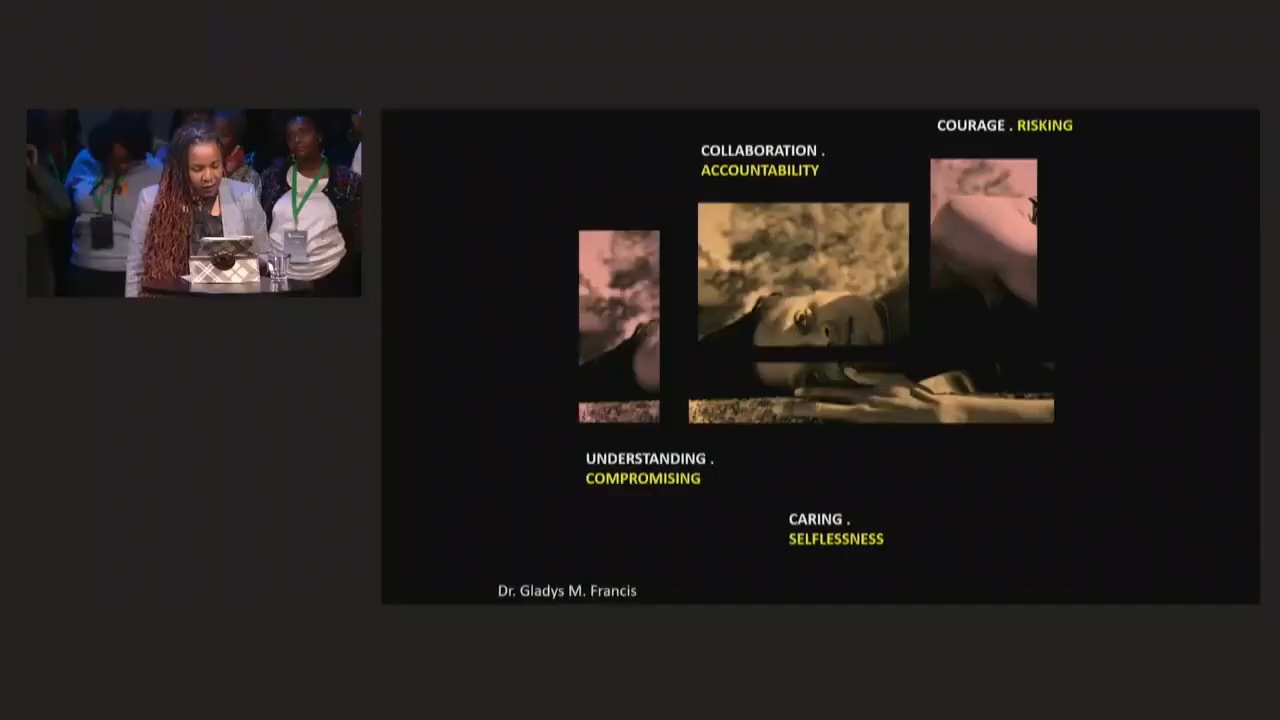 COURAGE . RISKING
COLLABORATION .
ACCOUNTABILITY
UNDERSTANDING .
COMPROMISING
CARING .
SELFLESSNESS
Dr. Gladys M. Francis